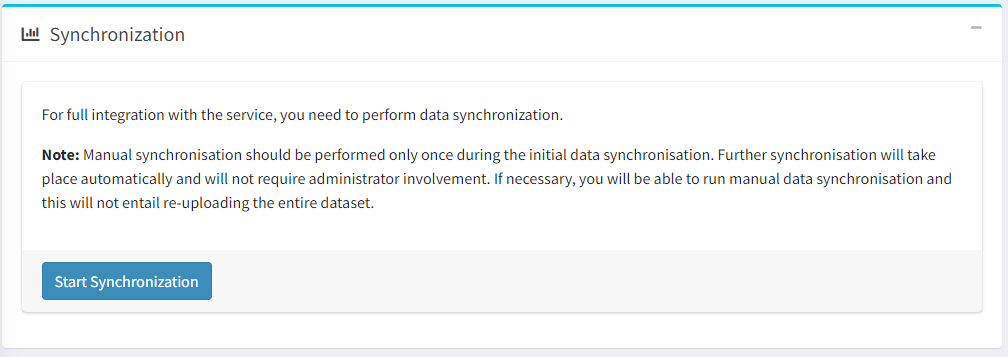 Synchronization
For full integration with the service, you need to perform data synchronization.
Note: Manual synchronisation should be performed only once during the initial data synchronisation. Further synchronisation will take
place automatically and will not require administrator involvement. If necessary, you will be able to run manual data synchronisation and
this will not entail re-uploading the entire dataset.
Start Synchronization